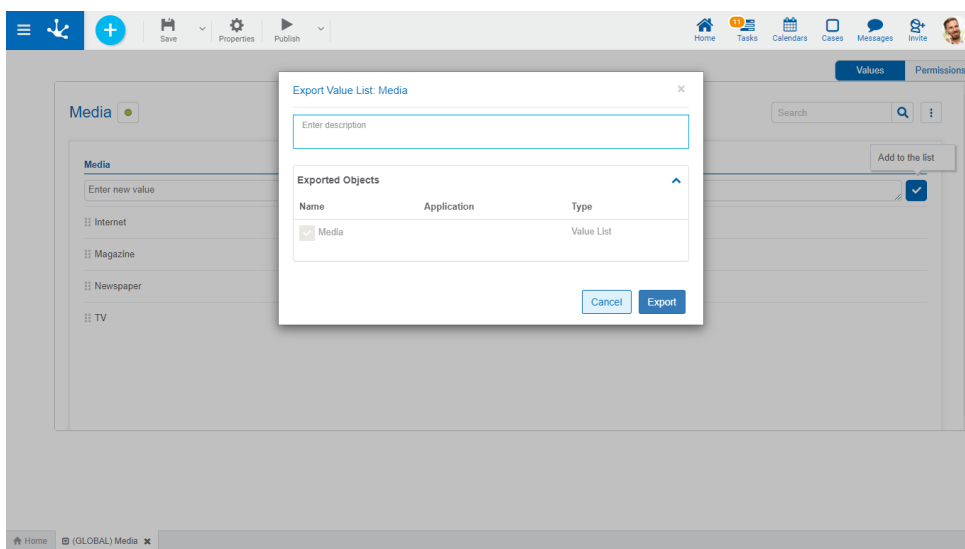 Save
Properties
Publish
Home
11
Tasks
Calendars
Cases
Messages
Invite
Values
Permissions
Export Value List: Media
Enter description
Exported Objects
Name Application Type
Media Value List
Cancel Export
Media
Search
Add to the list
Media
Enter new value
Internet
Magazine
Newspaper
TV
Home (GLOBAL) Media